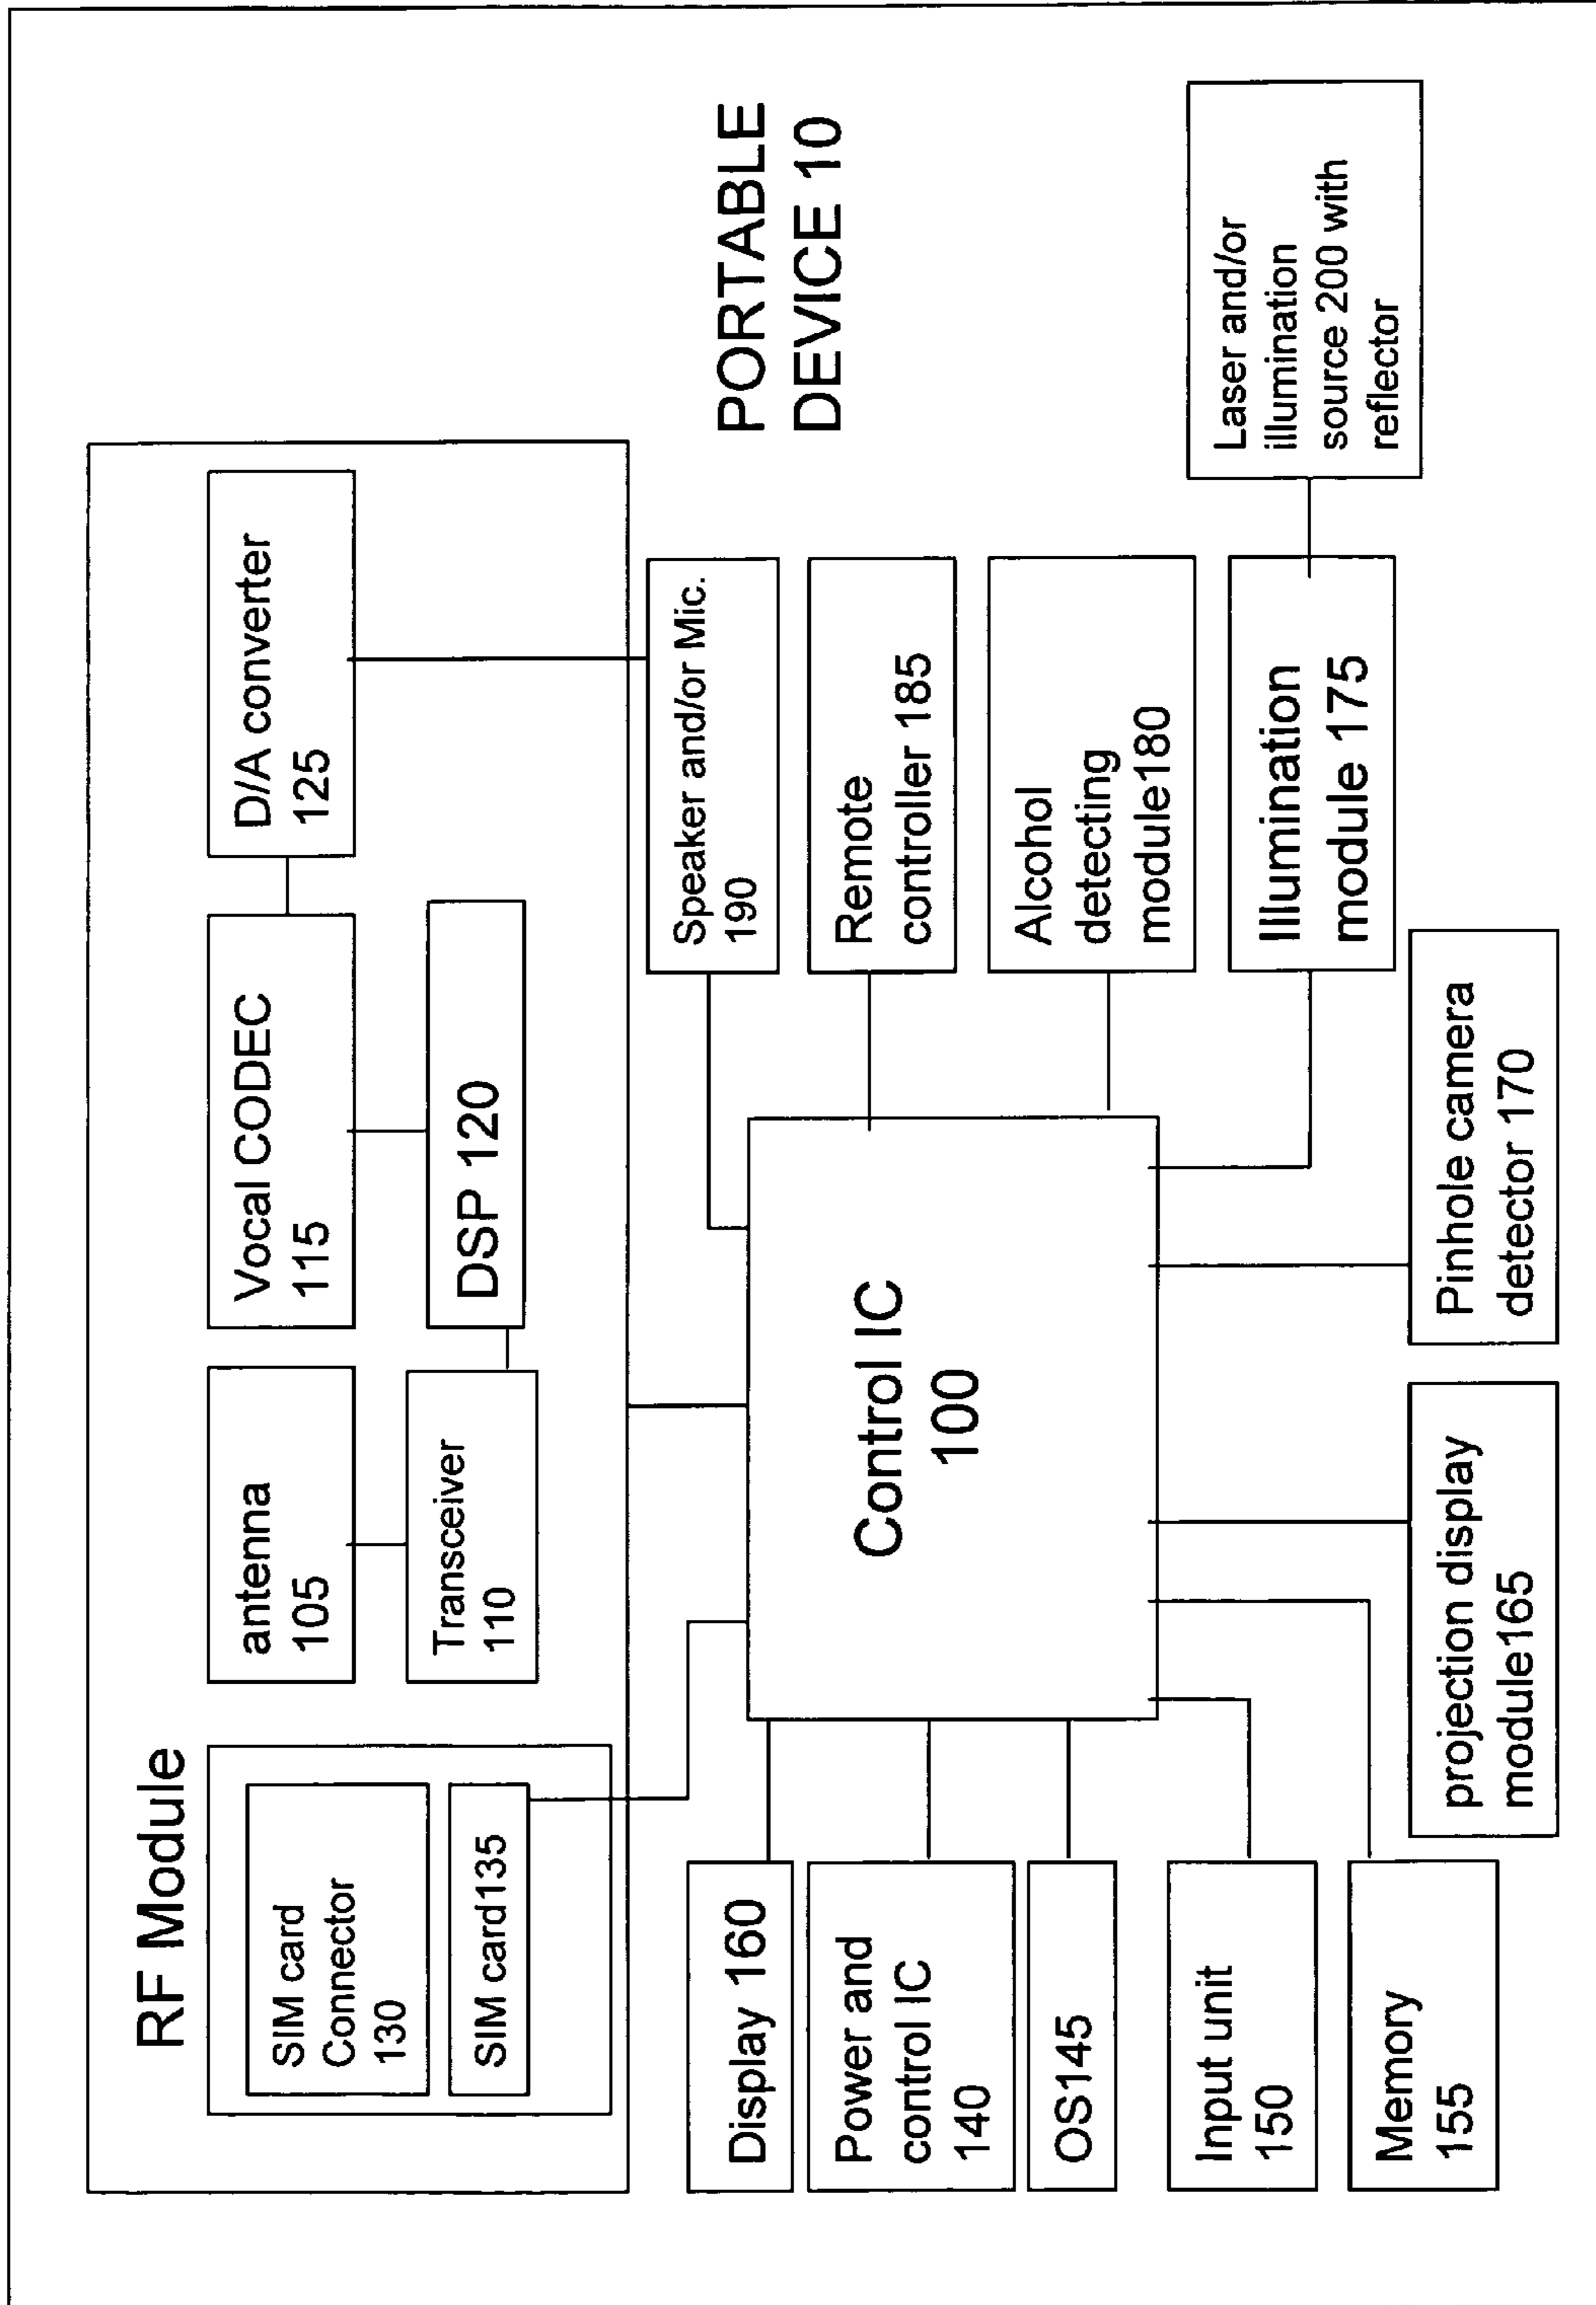 RF Module
SIM card
Connector
130
SIM card135
antenna
105
Transceiver
110
Vocal CODEC
115
DSP 120
D/A converter
125
PORTABLE
DEVICE 10
Display 160
Power and
control IC
140
OS145
Input unit
150
Memory
155
Control IC
100
Speaker and/or Mic.
190
Remote
controller 185
Alcohol
detecting
module180
Illumination
module 175
Laser and/or
illumination
source 200 with
reflector
projection display
module165
Pinhole camera
detector 170